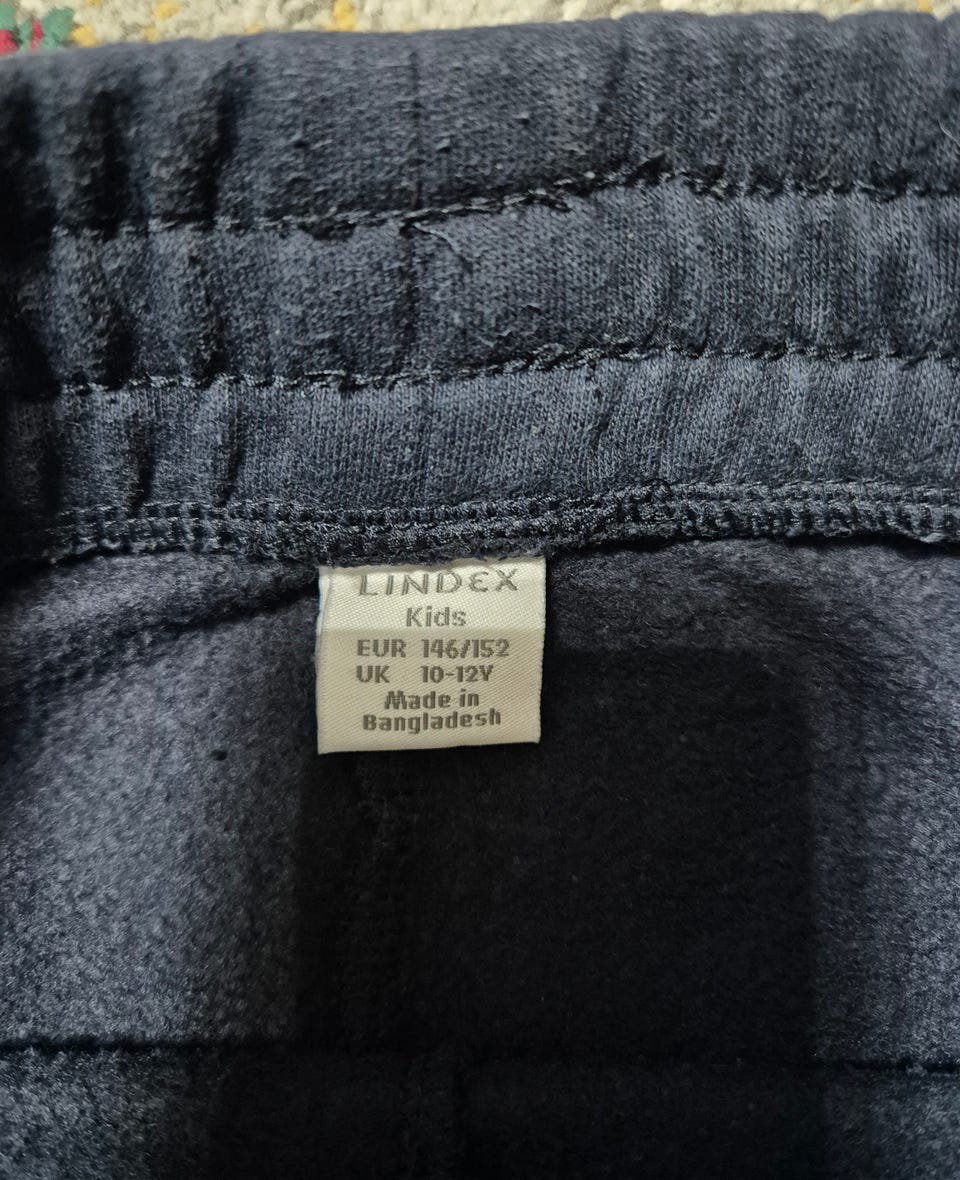 LINDEX
Kids
EUR 146/152
UK 10-12Y
Made in
Bangladesh